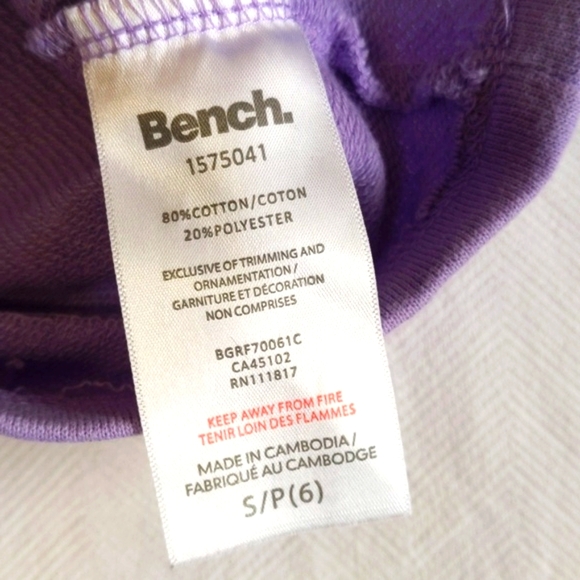 Bench.
1575041
80%COTTON/COTON
20%POLYESTER
EXCLUSIVE OF TRIMMING AND
ORNAMENTATION/
GARNITURE ET DÉCORATION
NON COMPRISES
BGRF70061C
CA45102
RN111817
KEEP AWAY FROM FIRE
TENIR LOIN DES FLAMMES
MADE IN CAMBODIA/
FABRIQUÉ AU CAMBODGE
S/P(6)